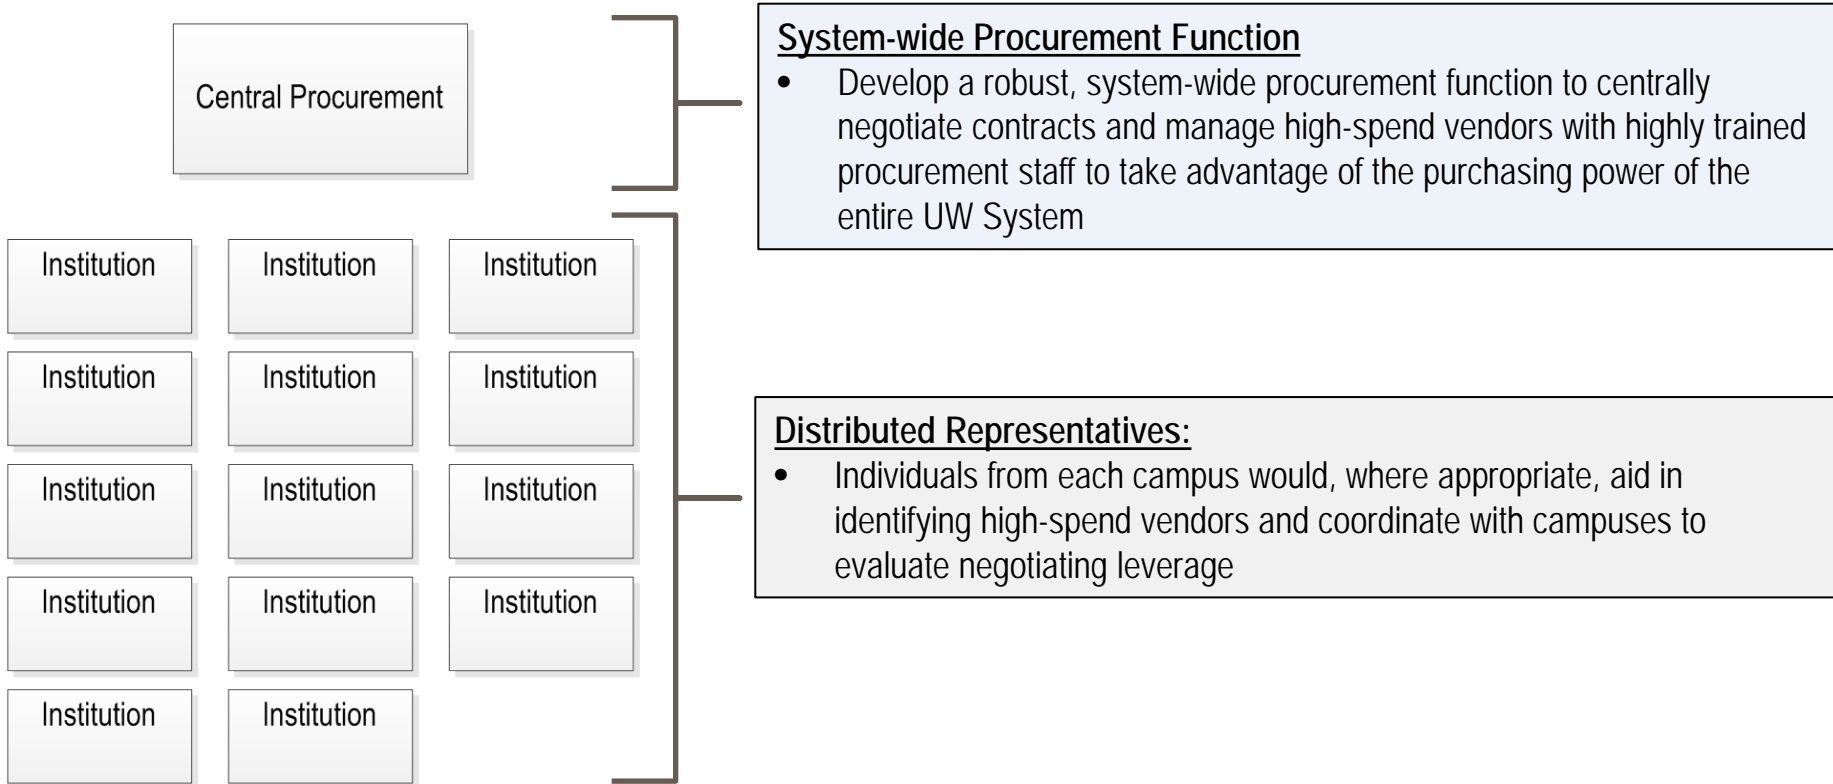 Central Procurement
System-wide Procurement Function
• Develop a robust, system-wide procurement function to centrally
negotiate contracts and manage high-spend vendors with highly trained
procurement staff to take advantage of the purchasing power of the
entire UW System
Institution Institution Institution
Institution Institution Institution
Institution Institution Institution
Institution Institution Institution
Institution Institution
Distributed Representatives:
• Individuals from each campus would, where appropriate, aid in
identifying high-spend vendors and coordinate with campuses to
evaluate negotiating leverage